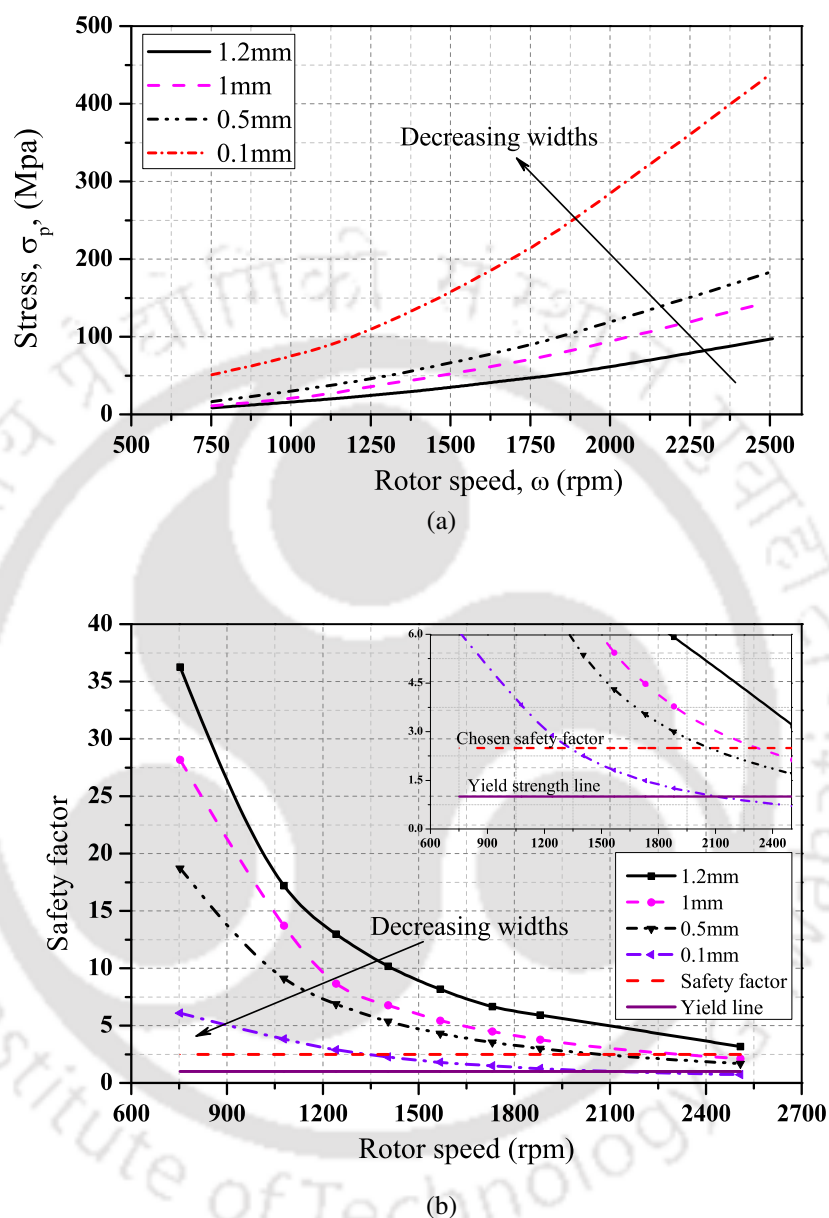 500
450
400
300
200
100
0
Stress, σp, (Mpa)
1.2mm
1mm
0.5mm
0.1mm
Decreasing widths
500 750 1000 1250 1500 1750 2000 2250 2500
Rotor speed, ω (rpm)
(a)
40
35
30
25
20
15
10
5
0
Safety factor
6.0
4.5
3.0
1.5
0.0
Chosen safety factor
Yield strength line
600 900 1200 1500 1800 2100 2400
1.2mm
1mm
0.5mm
0.1mm
Safety factor
Yield line
Decreasing widths
600 900 1200 1500 1800 2100 2400 2700
Rotor speed (rpm)
(b)
Institute of Technology